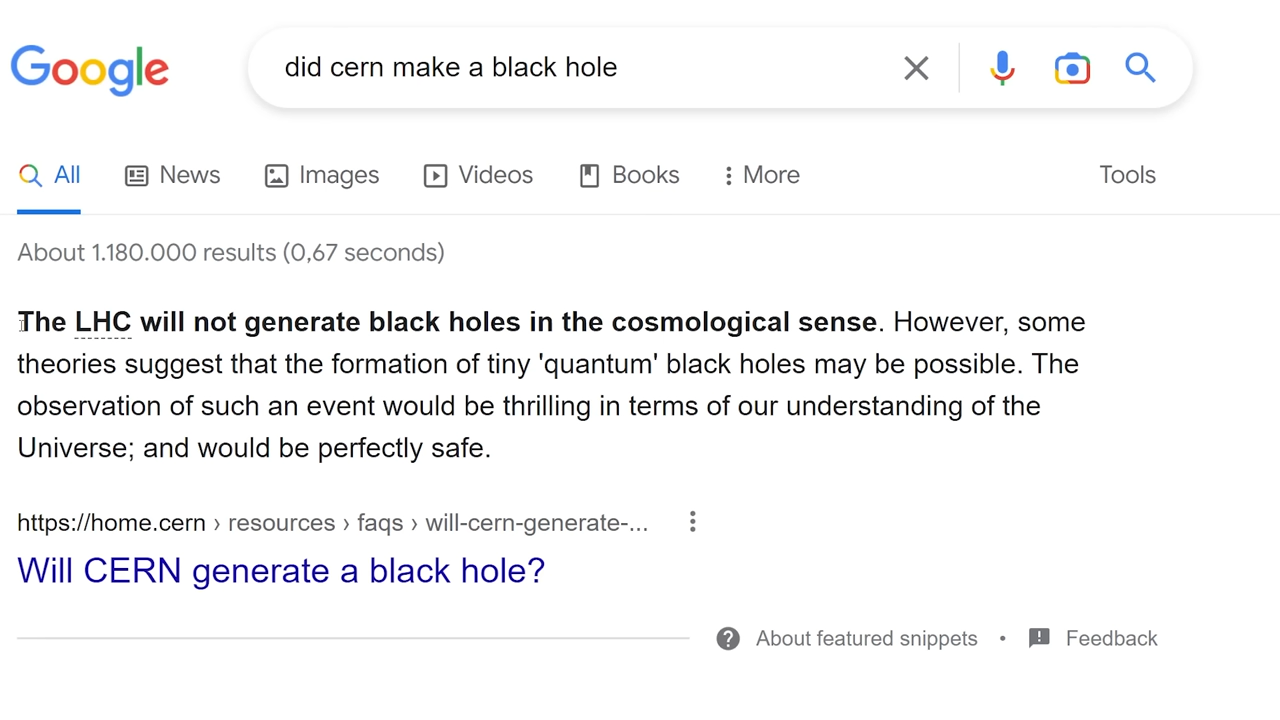 Google
did cern make a black hole
All
News
Images
Videos
Books
More
Tools
About 1.180.000 results (0,67 seconds)
The LHC will not generate black holes in the cosmological sense. However, some
theories suggest that the formation of tiny 'quantum' black holes may be possible. The
observation of such an event would be thrilling in terms of our understanding of the
Universe; and would be perfectly safe.
https://home.cern › resources › faqs › will-cern-generate-...
Will CERN generate a black hole?
About featured snippets • Feedback